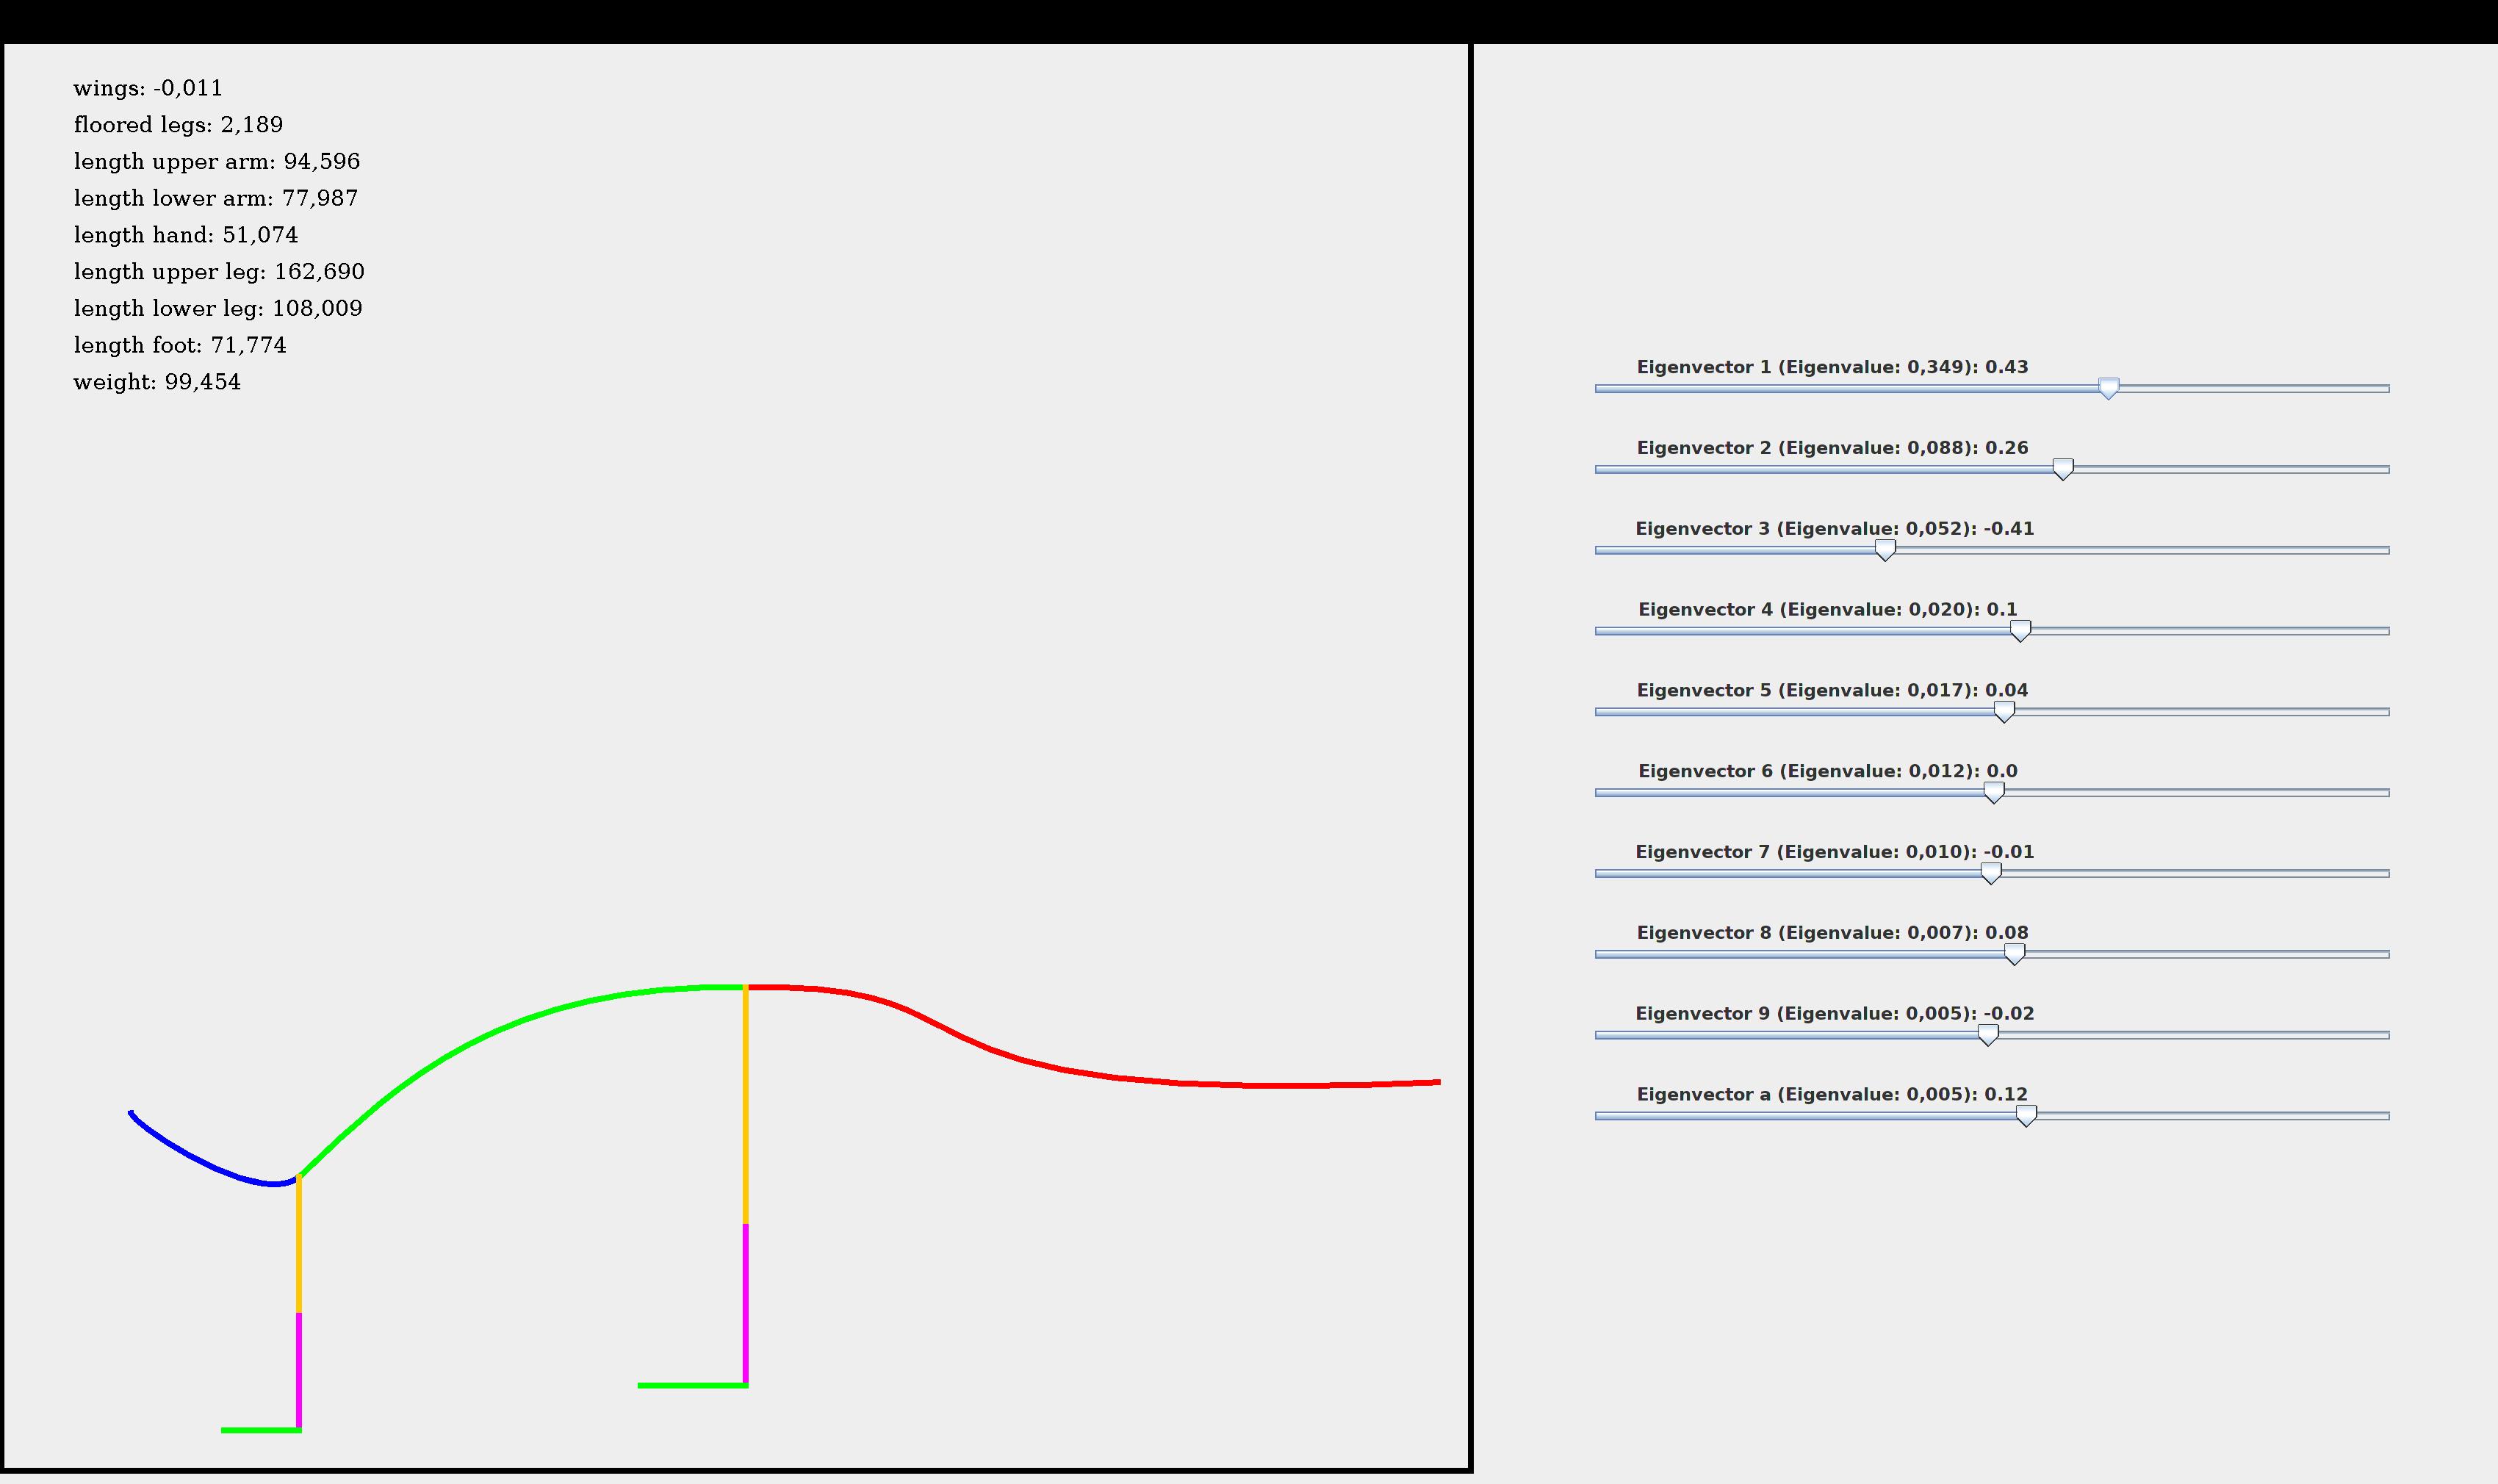 wings: -0,011
floored legs: 2,189
length upper arm: 94,596
length lower arm: 77,987
length hand: 51,074
length upper leg: 162,690
length lower leg: 108,009
length foot: 71,774
weight: 99,454
Eigenvector 1 (Eigenvalue: 0,349): 0.43
Eigenvector 2 (Eigenvalue: 0,088): 0.26
Eigenvector 3 (Eigenvalue: 0,052): -0.41
Eigenvector 4 (Eigenvalue: 0,020): 0.1
Eigenvector 5 (Eigenvalue: 0,017): 0.04
Eigenvector 6 (Eigenvalue: 0,012): 0.0
Eigenvector 7 (Eigenvalue: 0,010): -0.01
Eigenvector 8 (Eigenvalue: 0,007): 0.08
Eigenvector 9 (Eigenvalue: 0,005): -0.02
Eigenvector a (Eigenvalue: 0,005): 0.12